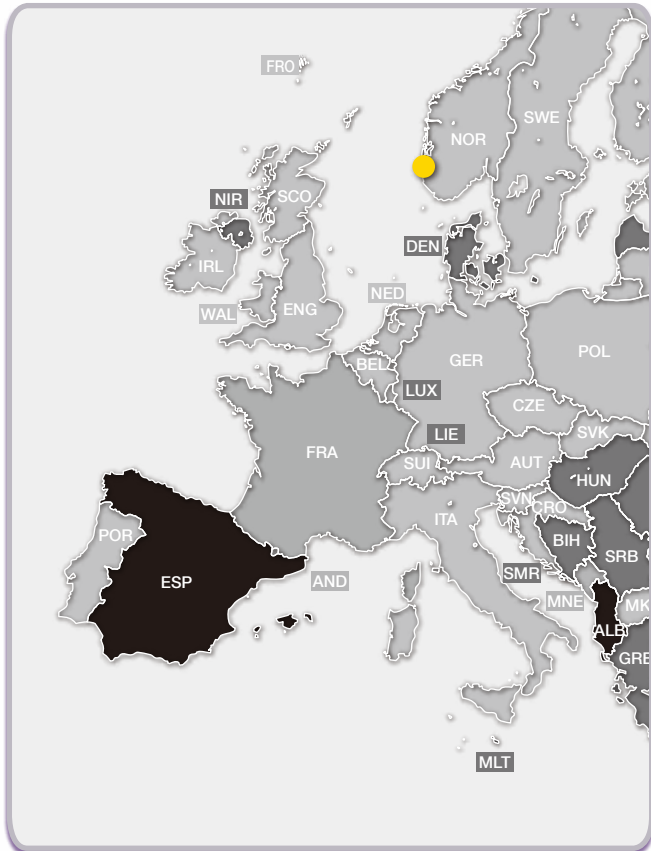 FRO
SWE
NOR
NIR
SCO
DEN
IRL
NED
WAL
ENG
POL
GER
BEL
LUX
CZE
LIE
SVK
FRA
SUI
AUT
HUN
SVN
CRO
ITA
POR
BIH
SRB
SMR
ESP
AND
MNE
MK
ALB
GRE
MLT